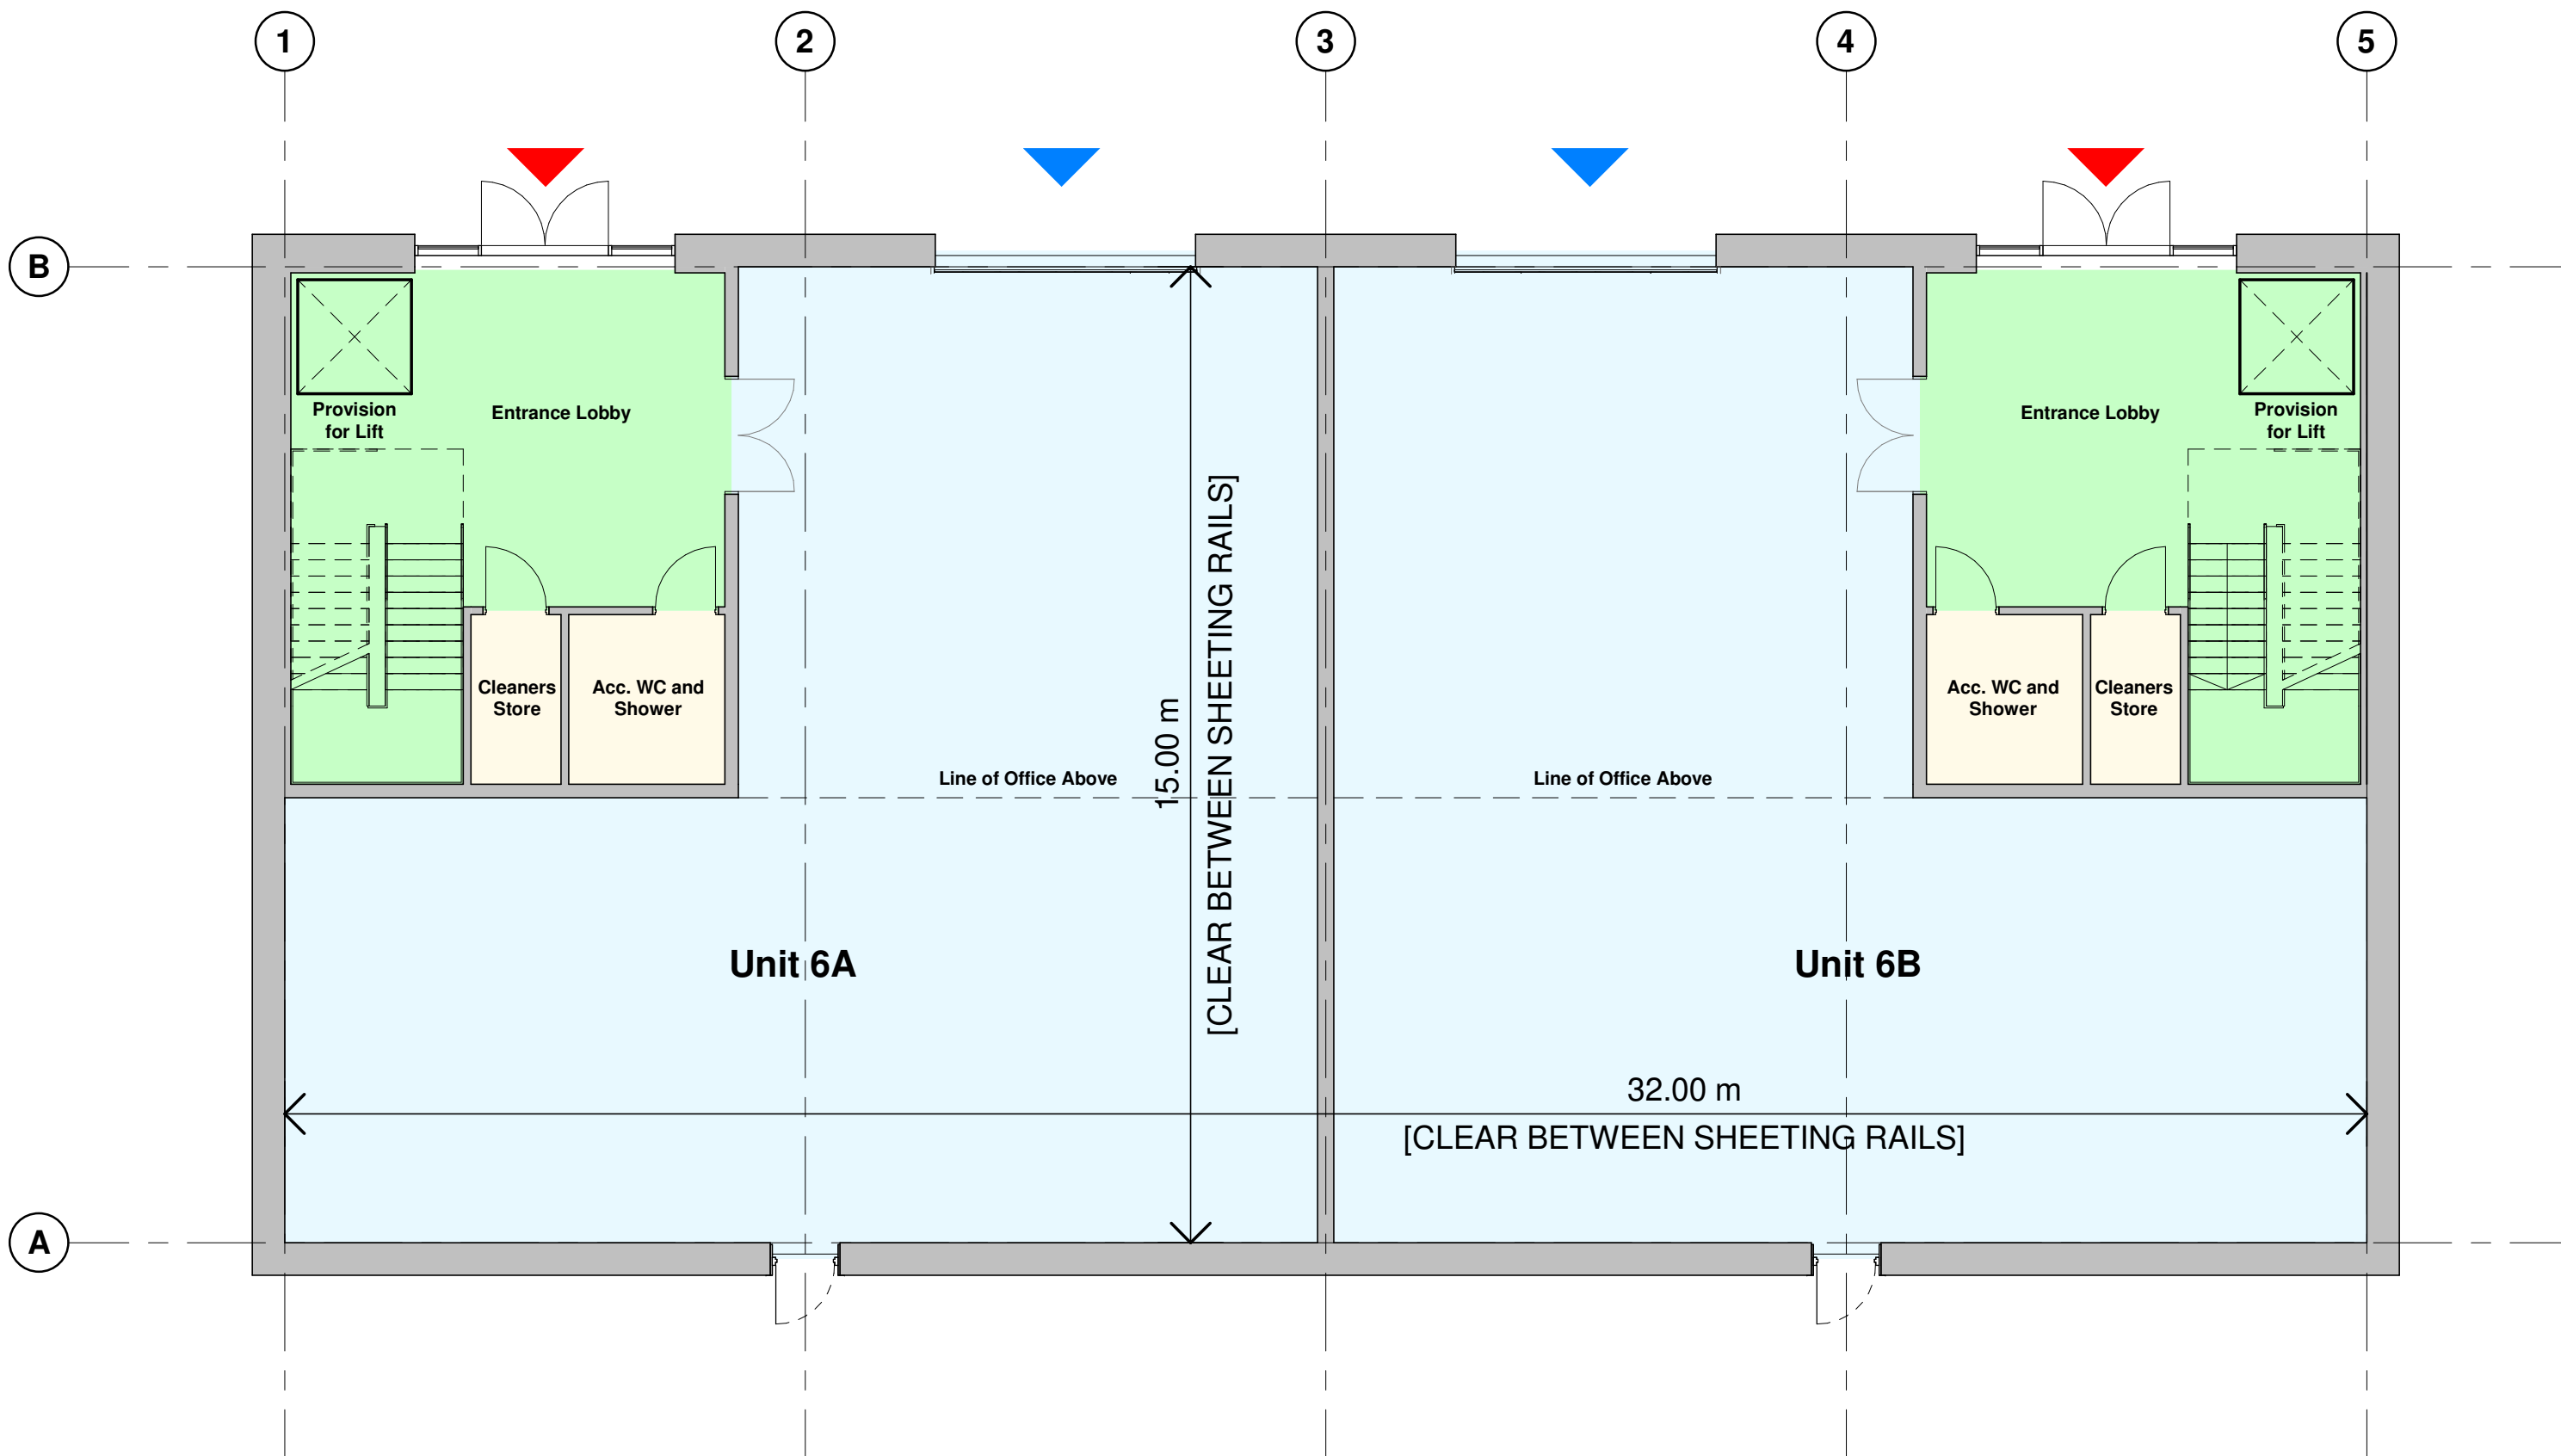 1
2
3
4
5
B
Provision
for Lift
Entrance Lobby
Entrance Lobby
Provision
for Lift
Cleaners
Store
Acc. WC and
Shower
15.00 m
[CLEAR BETWEEN SHEETING RAILS]
Acc. WC and
Shower
Cleaners
Store
Line of Office Above
Line of Office Above
Unit 6A
Unit 6B
32.00 m
[CLEAR BETWEEN SHEETING RAILS]
A